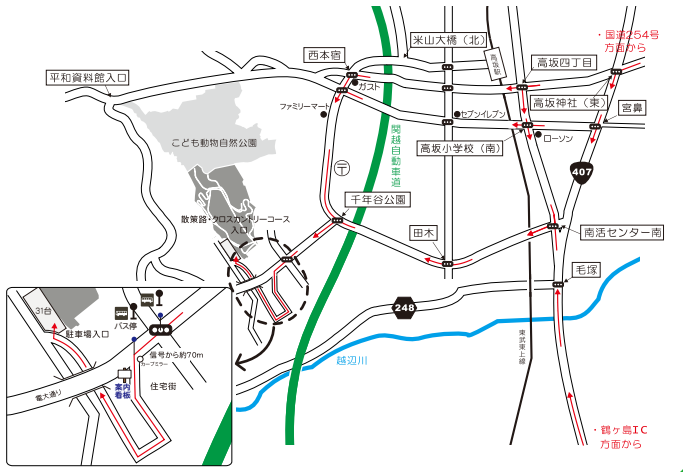 ・国道254号
方面から
米山大橋（北）
西本宿
高坂駅
高坂四丁目
平和資料館入口
ガスト
高坂神社（東）
ファミリーマート
セブンイレブン
宮鼻
関越自動車道
ローソン
こども動物自然公園
高坂小学校（南）
407
千年谷公園
散策路・クロスカントリーコース
入口
田木
南活センター南
毛塚
248
31台
バス停
駐車場入口
信号から約70m
カーブミラー
東武東上線
越辺川
案内
看板
住宅街
電大通り
・鶴ヶ島IC
方面から